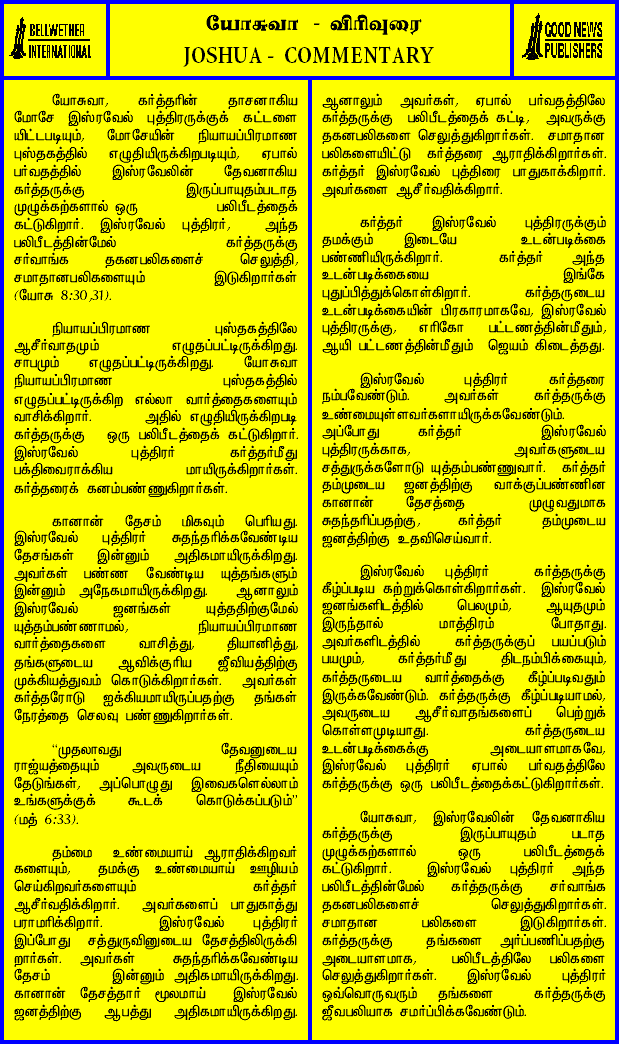 BELLWETHER
INTERNATIONAL
யோசுவா - விரிவுரை
JOSHUA - COMMENTARY
GOOD NEWS
PUBLISHERS
யோசுவா, கர்த்தரின் தாசனாகிய
மோசே இஸ்ரவேல் புத்திரருக்குக் கட்டளை
யிட்டபடியும், மோசேயின் நியாயப்பிரமாண
புஸ்தகத்தில் எழுதியிருக்கிறபடியும், ஏபால்
பர்வதத்தில் இஸ்ரவேலின் தேவனாகிய
கர்த்தருக்கு இருப்பாயுதம்படாத
முழுக்கற்களால் ஒரு பலிபீடத்தைக்
கட்டுகிறார். இஸ்ரவேல் புத்திரர், அந்த
பலிபீடத்தின்மேல் கர்த்தருக்கு
சர்வாங்க தகனபலிகளைச் செலுத்தி,
சமாதானபலிகளையும் இடுகிறார்கள்
(யோசு 8:30,31).
நியாயப்பிரமாண புஸ்தகத்திலே
ஆசீர்வாதமும் எழுதப்பட்டிருக்கிறது.
சாபமும் எழுதப்பட்டிருக்கிறது. யோசுவா
நியாயப்பிரமாண புஸ்தகத்தில்
எழுதப்பட்டிருக்கிற எல்லா வார்த்தைகளையும்
வாசிக்கிறார். அதில் எழுதியிருக்கிறபடி
கர்த்தருக்கு ஒரு பலிபீடத்தைக் கட்டுகிறார்.
இஸ்ரவேல் புத்திரர் கர்த்தர்மீது
பக்திவைராக்கிய மாயிருக்கிறார்கள்.
கர்த்தரைக் கனம்பண்ணுகிறார்கள்.
கானான் தேசம் மிகவும் பெரியது.
இஸ்ரவேல் புத்திரர் சுதந்தரிக்கவேண்டிய
தேசங்கள் இன்னும் அதிகமாயிருக்கிறது.
அவர்கள் பண்ண வேண்டிய யுத்தங்களும்
இன்னும் அநேகமாயிருக்கிறது. ஆனாலும்
இஸ்ரவேல் ஜனங்கள் யுத்ததிற்குமேல்
யுத்தம்பண்ணாமல், நியாயப்பிரமாண
வார்த்தைகளை வாசித்து, தியானித்து,
தங்களுடைய ஆவிக்குரிய ஜீவியத்திற்கு
முக்கியத்துவம் கொடுக்கிறார்கள். அவர்கள்
கர்த்தரோடு ஐக்கியமாயிருப்பதற்கு தங்கள்
நேரத்தை செலவு பண்ணுகிறார்கள்.
“முதலாவது தேவனுடைய
ராஜ்யத்தையும் அவருடைய நீதியையும்
தேடுங்கள், அப்பொழுது இவைகளெல்லாம்
உங்களுக்குக் கூடக் கொடுக்கப்படும்”
(மத் 6:33).
தம்மை உண்மையாய் ஆராதிக்கிறவர்
களையும், தமக்கு உண்மையாய் ஊழியம்
செய்கிறவர்களையும் கர்த்தர்
ஆசீர்வதிக்கிறார். அவர்களைப் பாதுகாத்து
பராமரிக்கிறார். இஸ்ரவேல் புத்திரர்
இப்போது சத்துருவினுடைய தேசத்திலிருக்கி
றார்கள். அவர்கள் சுதந்தரிக்கவேண்டிய
தேசம் இன்னும் அதிகமாயிருக்கிறது.
கானான் தேசத்தார் மூலமாய் இஸ்ரவேல்
ஜனத்திற்கு ஆபத்து அதிகமாயிருக்கிறது.
ஆனாலும் அவர்கள், ஏபால் பர்வதத்திலே
கர்த்தருக்கு பலிபீடத்தைக் கட்டி, அவருக்கு
தகனபலிகளை செலுத்துகிறார்கள். சமாதான
பலிகளையிட்டு கர்த்தரை ஆராதிக்கிறார்கள்.
கர்த்தர் இஸ்ரவேல் புத்திரரை பாதுகாக்கிறார்.
அவர்களை ஆசீர்வதிக்கிறார்.
கர்த்தர் இஸ்ரவேல் புத்திரருக்கும்
தமக்கும் இடையே உடன்படிக்கை
பண்ணியிருக்கிறார். கர்த்தர் அந்த
உடன்படிக்கையை இங்கே
புதுப்பித்துக்கொள்கிறார். கர்த்தருடைய
உடன்படிக்கையின் பிரகாரமாகவே, இஸ்ரவேல்
புத்திரருக்கு, எரிகோ பட்டணத்தின்மீதும்,
ஆயி பட்டணத்தின்மீதும் ஜெயம் கிடைத்தது.
இஸ்ரவேல் புத்திரர் கர்த்தரை
நம்பவேண்டும். அவர்கள் கர்த்தருக்கு
உண்மையுள்ளவர்களாயிருக்கவேண்டும்.
அப்போது கர்த்தர் இஸ்ரவேல்
புத்திரருக்காக, அவர்களுடைய
சத்துருக்களோடு யுத்தம்பண்ணுவார். கர்த்தர்
தம்முடைய ஜனத்திற்கு வாக்குப்பண்ணின
கானான் தேசத்தை முழுவதுமாக
சுதந்தரிப்பதற்கு, கர்த்தர் தம்முடைய
ஜனத்திற்கு உதவிசெய்வார்.
இஸ்ரவேல் புத்திரர் கர்த்தருக்கு
கீழ்ப்படிய கற்றுக்கொள்கிறார்கள். இஸ்ரவேல்
ஜனங்களிடத்தில் பெலமும், ஆயுதமும்
இருந்தால் மாத்திரம் போதாது.
அவர்களிடத்தில் கர்த்தருக்குப் பயப்படும்
பயமும், கர்த்தர்மீது திடநம்பிக்கையும்,
கர்த்தருடைய வார்த்தைக்கு கீழ்ப்படிவதும்
இருக்கவேண்டும். கர்த்தருக்கு கீழ்ப்படியாமல்,
அவருடைய ஆசீர்வாதங்களைப் பெற்றுக்
கொள்ளமுடியாது. கர்த்தருடைய
உடன்படிக்கைக்கு அடையாளமாகவே,
இஸ்ரவேல் புத்திரர் ஏபால் பர்வதத்திலே
கர்த்தருக்கு ஒரு பலிபீடத்தைக்கட்டுகிறார்கள்.
யோசுவா, இஸ்ரவேலின் தேவனாகிய
கர்த்தருக்கு இருப்பாயுதம் படாத
முழுக்கற்களால் ஒரு பலிபீடத்தைக்
கட்டுகிறார். இஸ்ரவேல் புத்திரர் அந்த
பலிபீடத்தின்மேல் கர்த்தருக்கு சர்வாங்க
தகனபலிகளைச் செலுத்துகிறார்கள்.
சமாதான பலிகளை இடுகிறார்கள்.
கர்த்தருக்கு தங்களை அர்ப்பணிப்பதற்கு
அடையாளமாக, பலிபீடத்திலே பலிகளை
செலுத்துகிறார்கள். இஸ்ரவேல் புத்திரர்
ஒவ்வொருவரும் தங்களை கர்த்தருக்கு
ஜீவபலியாக சமர்ப்பிக்கவேண்டும்.